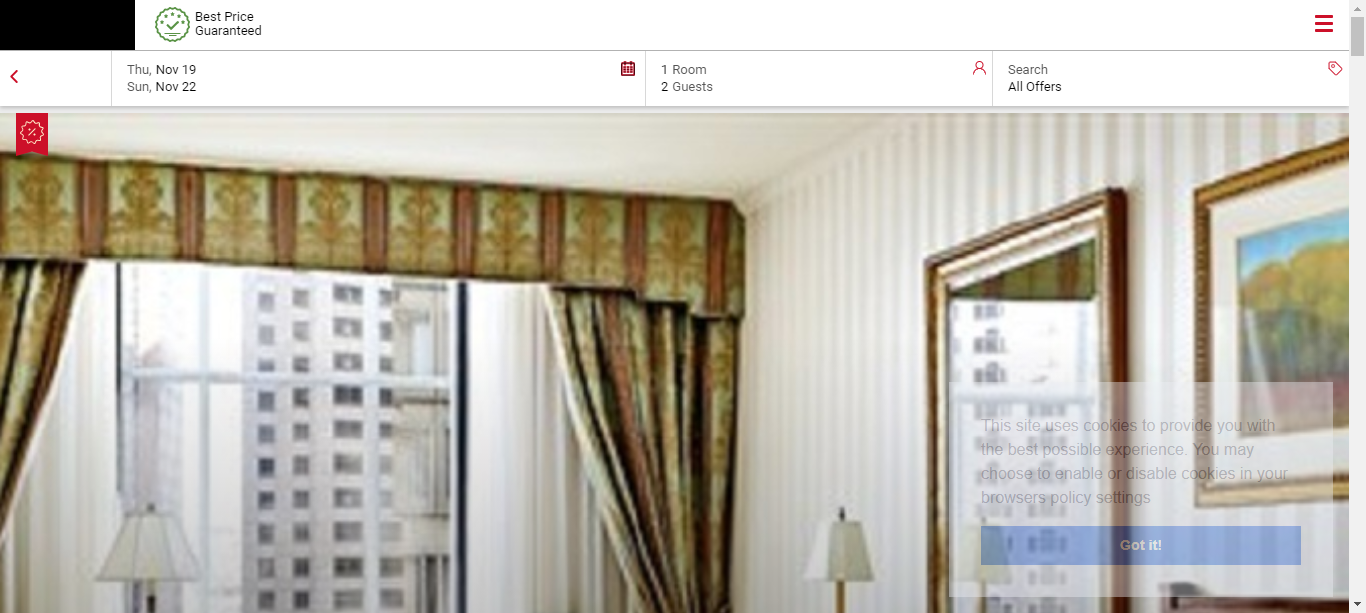 Best Price
Guaranteed
Thu, Nov 19
Sun, Nov 22
1 Room
2 Guests
Search
All Offers
This site uses cookies to provide you with
the best possible experience. You may
choose to enable or disable cookies in your
browsers policy settings
Got it!